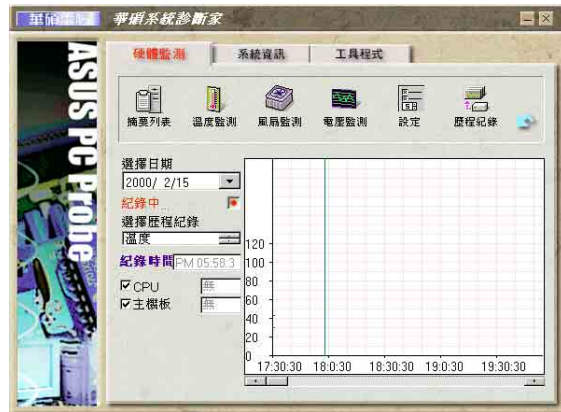 華碩電腦 華碩系統診斷家
ASUS PC Probe
硬體監測 系統資訊 工具程式
摘要列表 溫度監測 風扇監測 電壓監測 設定 歷程紀錄
選擇日期
2000/ 2/15
紀錄中...
選擇歷程紀錄
溫度
紀錄時間 PM 05:58:3
CPU 無
主機板 無
120
100
80
60
40
20
0
17:30:30 18:0:30 18:30:30 19:0:30 19:30:30